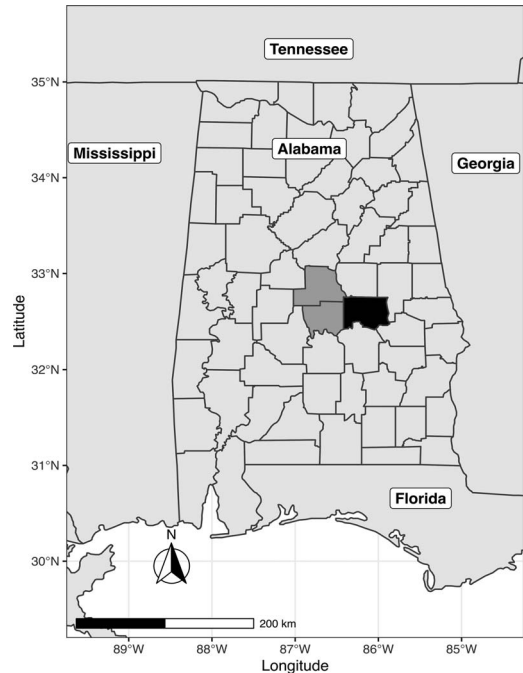 Tennessee
35°N
Mississippi
Alabama
Georgia
34°N
33°N
Latitude
32°N
31°N
Florida
30°N
N
200 km
89°W 88°W 87°W 86°W 85°W
Longitude